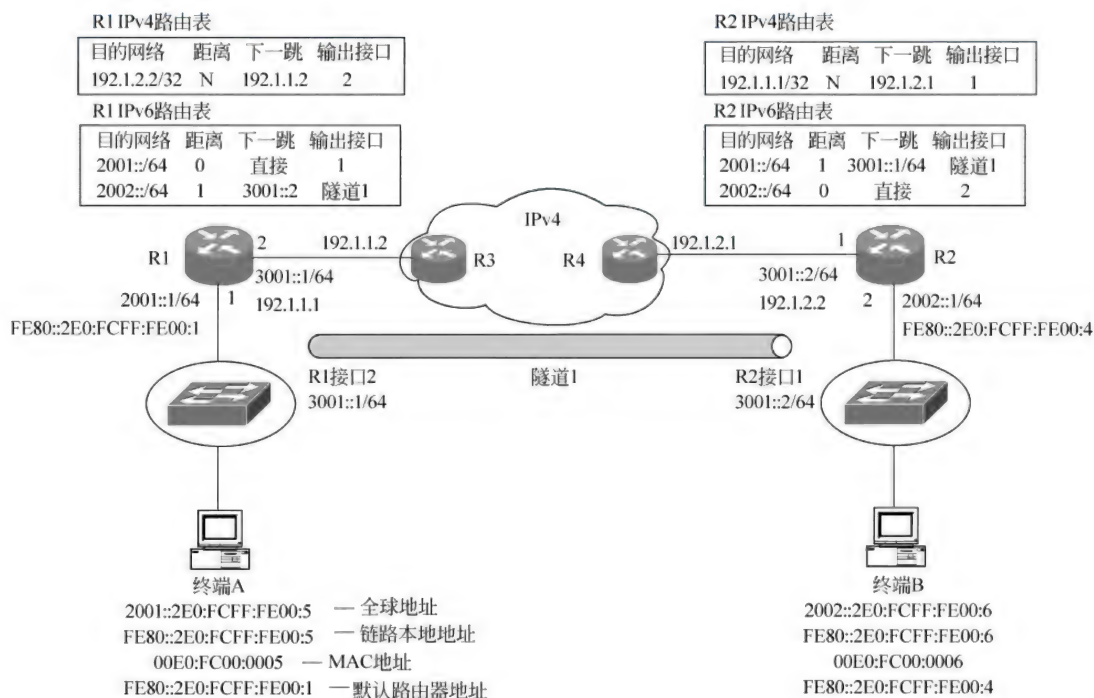 R1 IPv4路由表
目的网络 距离 下一跳 输出接口
192.1.2.2/32 N 192.1.1.2 2
R1 IPv6路由表
目的网络 距离 下一跳 输出接口
2001::/64 0 直接 1
2002::/64 1 3001::2 隧道1
R2 IPv4路由表
目的网络 距离 下一跳 输出接口
192.1.1.1/32 N 192.1.2.1 1
R2 IPv6路由表
目的网络 距离 下一跳 输出接口
2001::/64 1 3001::1/64 隧道1
2002::/64 0 直接 2
IPv4
R1
2
192.1.1.2
R3
R4
192.1.2.1
1
R2
3001::1/64
3001::2/64
2001::1/64
1
192.1.1.1
192.1.2.2
2
2002::1/64
FE80::2E0:FCFF:FE00:1
FE80::2E0:FCFF:FE00:4
R1接口2
隧道1
R2接口1
3001::1/64
3001::2/64
终端A
2001::2E0:FCFF:FE00:5 — 全球地址
FE80::2E0:FCFF:FE00:5 — 链路本地地址
00E0:FC00:0005 — MAC地址
FE80::2E0:FCFF:FE00:1 — 默认路由器地址
终端B
2002::2E0:FCFF:FE00:6
FE80::2E0:FCFF:FE00:6
00E0:FC00:0006
FE80::2E0:FCFF:FE00:4